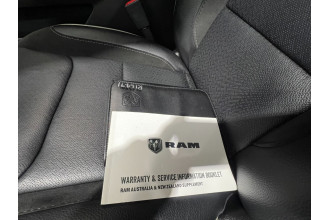 RAM
WARRANTY & SERVICE INFORMATION BOOKLET
RAM AUSTRALIA & NEW ZEALAND SUPPLEMENT